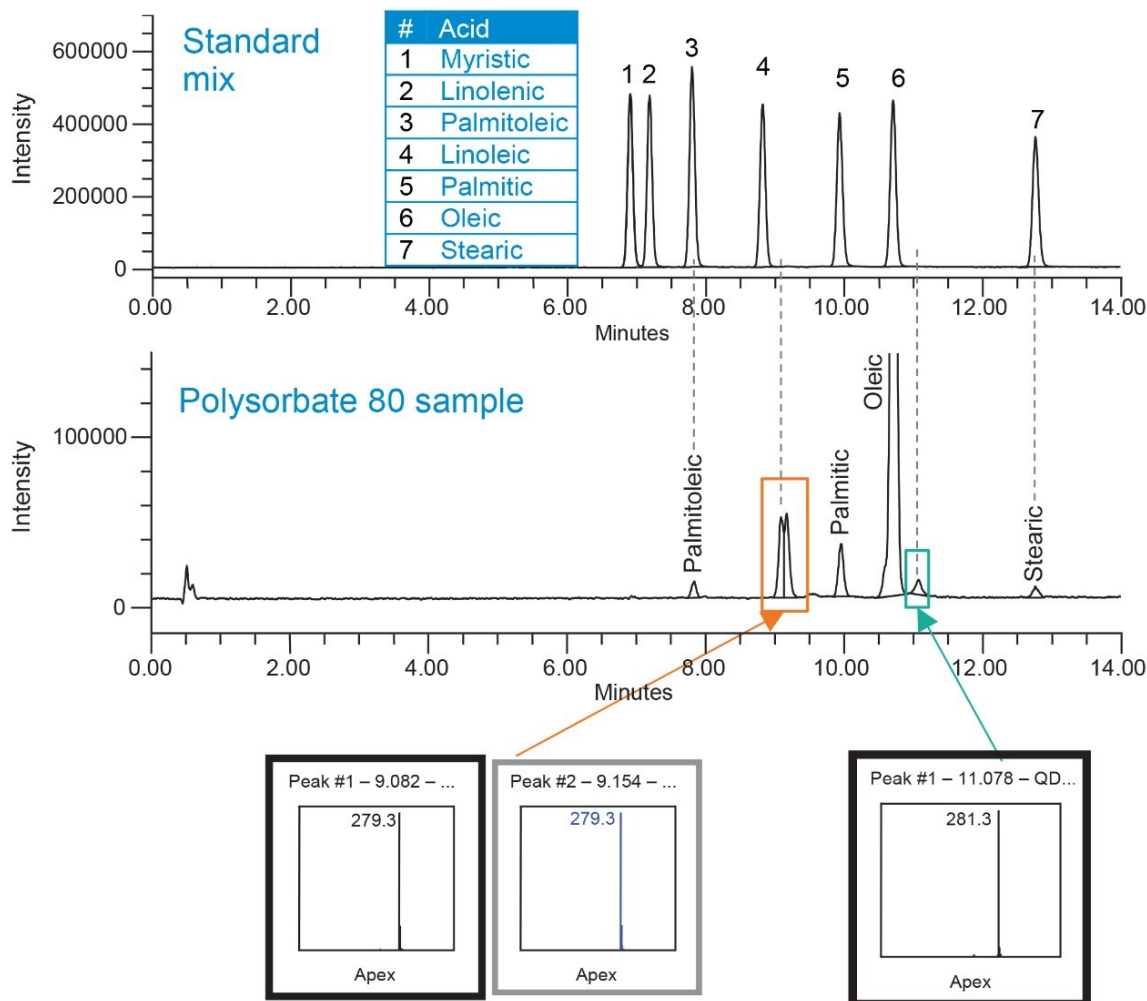 Standard
mix
# Acid
1 Myristic
2 Linolenic
3 Palmitoleic
4 Linoleic
5 Palmitic
6 Oleic
7 Stearic
1 2 3 4 5 6 7
Intensity
600000
400000
200000
0
0.00 2.00 4.00 6.00 8.00 10.00 12.00 14.00
Minutes
Polysorbate 80 sample
Intensity
100000
0
Palmitoleic
Palmitic
Oleic
Stearic
0.00 2.00 4.00 6.00 8.00 10.00 12.00 14.00
Minutes
Peak #1 – 9.082 – ...
279.3
Apex
Peak #2 – 9.154 – ...
279.3
Apex
Peak #1 – 11.078 – QD...
281.3
Apex